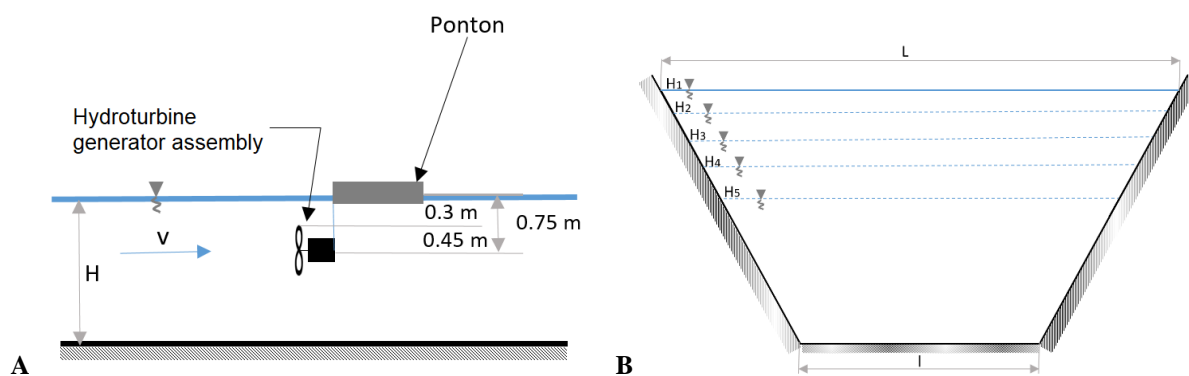 Ponton
Hydroturbine
generator assembly
0.3 m
0.75 m
0.45 m
v
H
A
L
H1
H2
H3
H4
H5
l
B